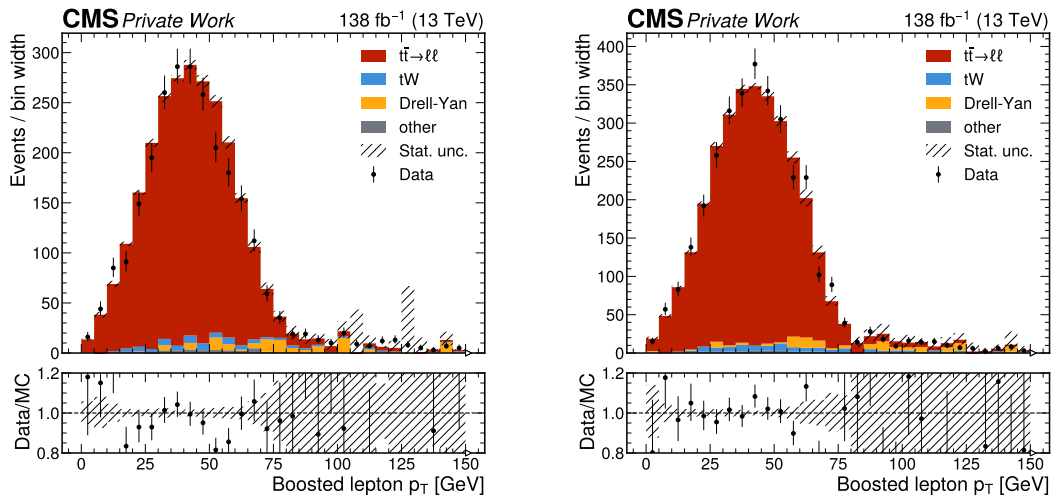 CMS Private Work 138 fb⁻¹ (13 TeV)
Events / bin width
300
250
200
150
100
50
0
tt̄→ℓℓ
tW
Drell-Yan
other
Stat. unc.
Data
Data/MC
1.2
1.0
0.8
0 25 50 75 100 125 150
Boosted lepton p_T [GeV]
CMS Private Work 138 fb⁻¹ (13 TeV)
Events / bin width
400
350
300
250
200
150
100
50
0
tt̄→ℓℓ
tW
Drell-Yan
other
Stat. unc.
Data
Data/MC
1.2
1.0
0.8
0 25 50 75 100 125 150
Boosted lepton p_T [GeV]